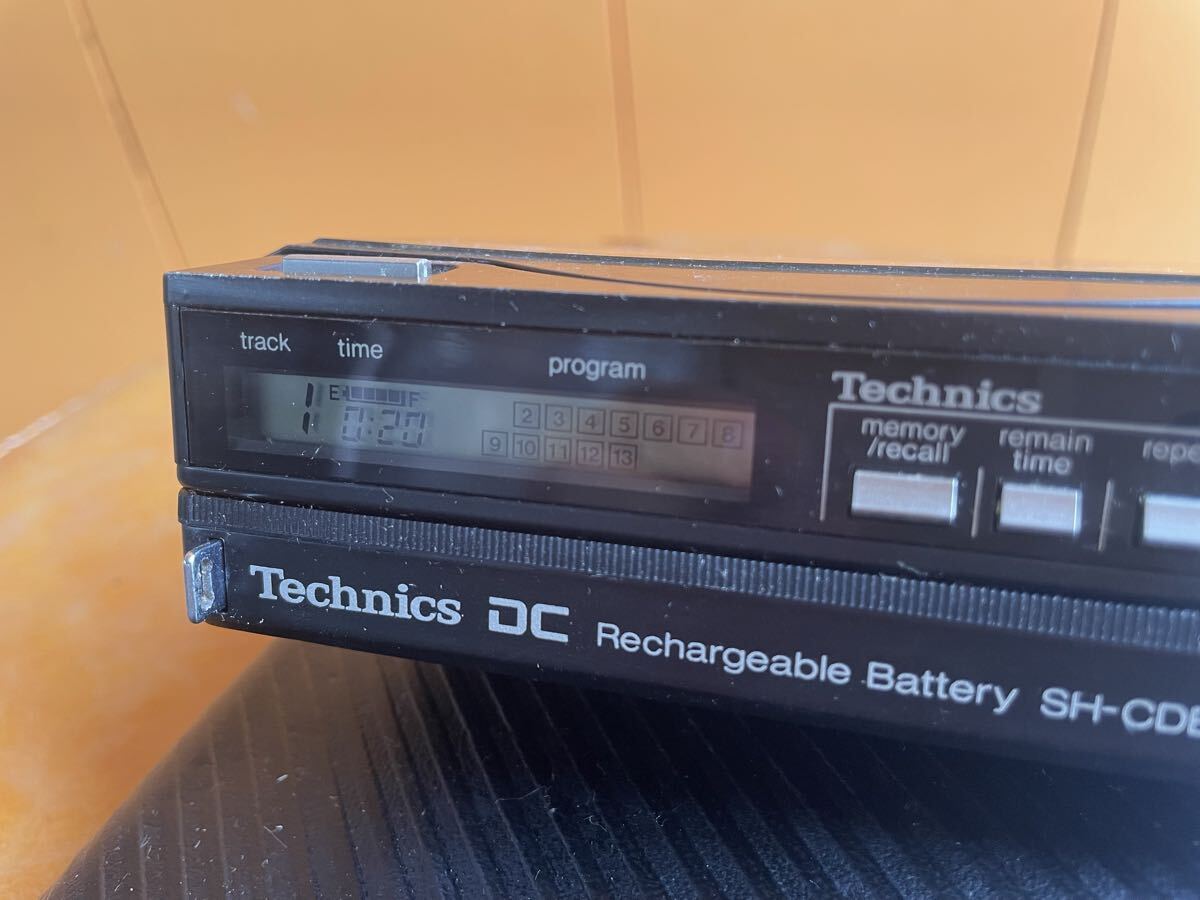 track time program
1 E F
1: 0:20
2 3 4 5 6 7 8
9 10 11 12 13
Technics
memory
/recall
remain
time
Technics DC Rechargeable Battery